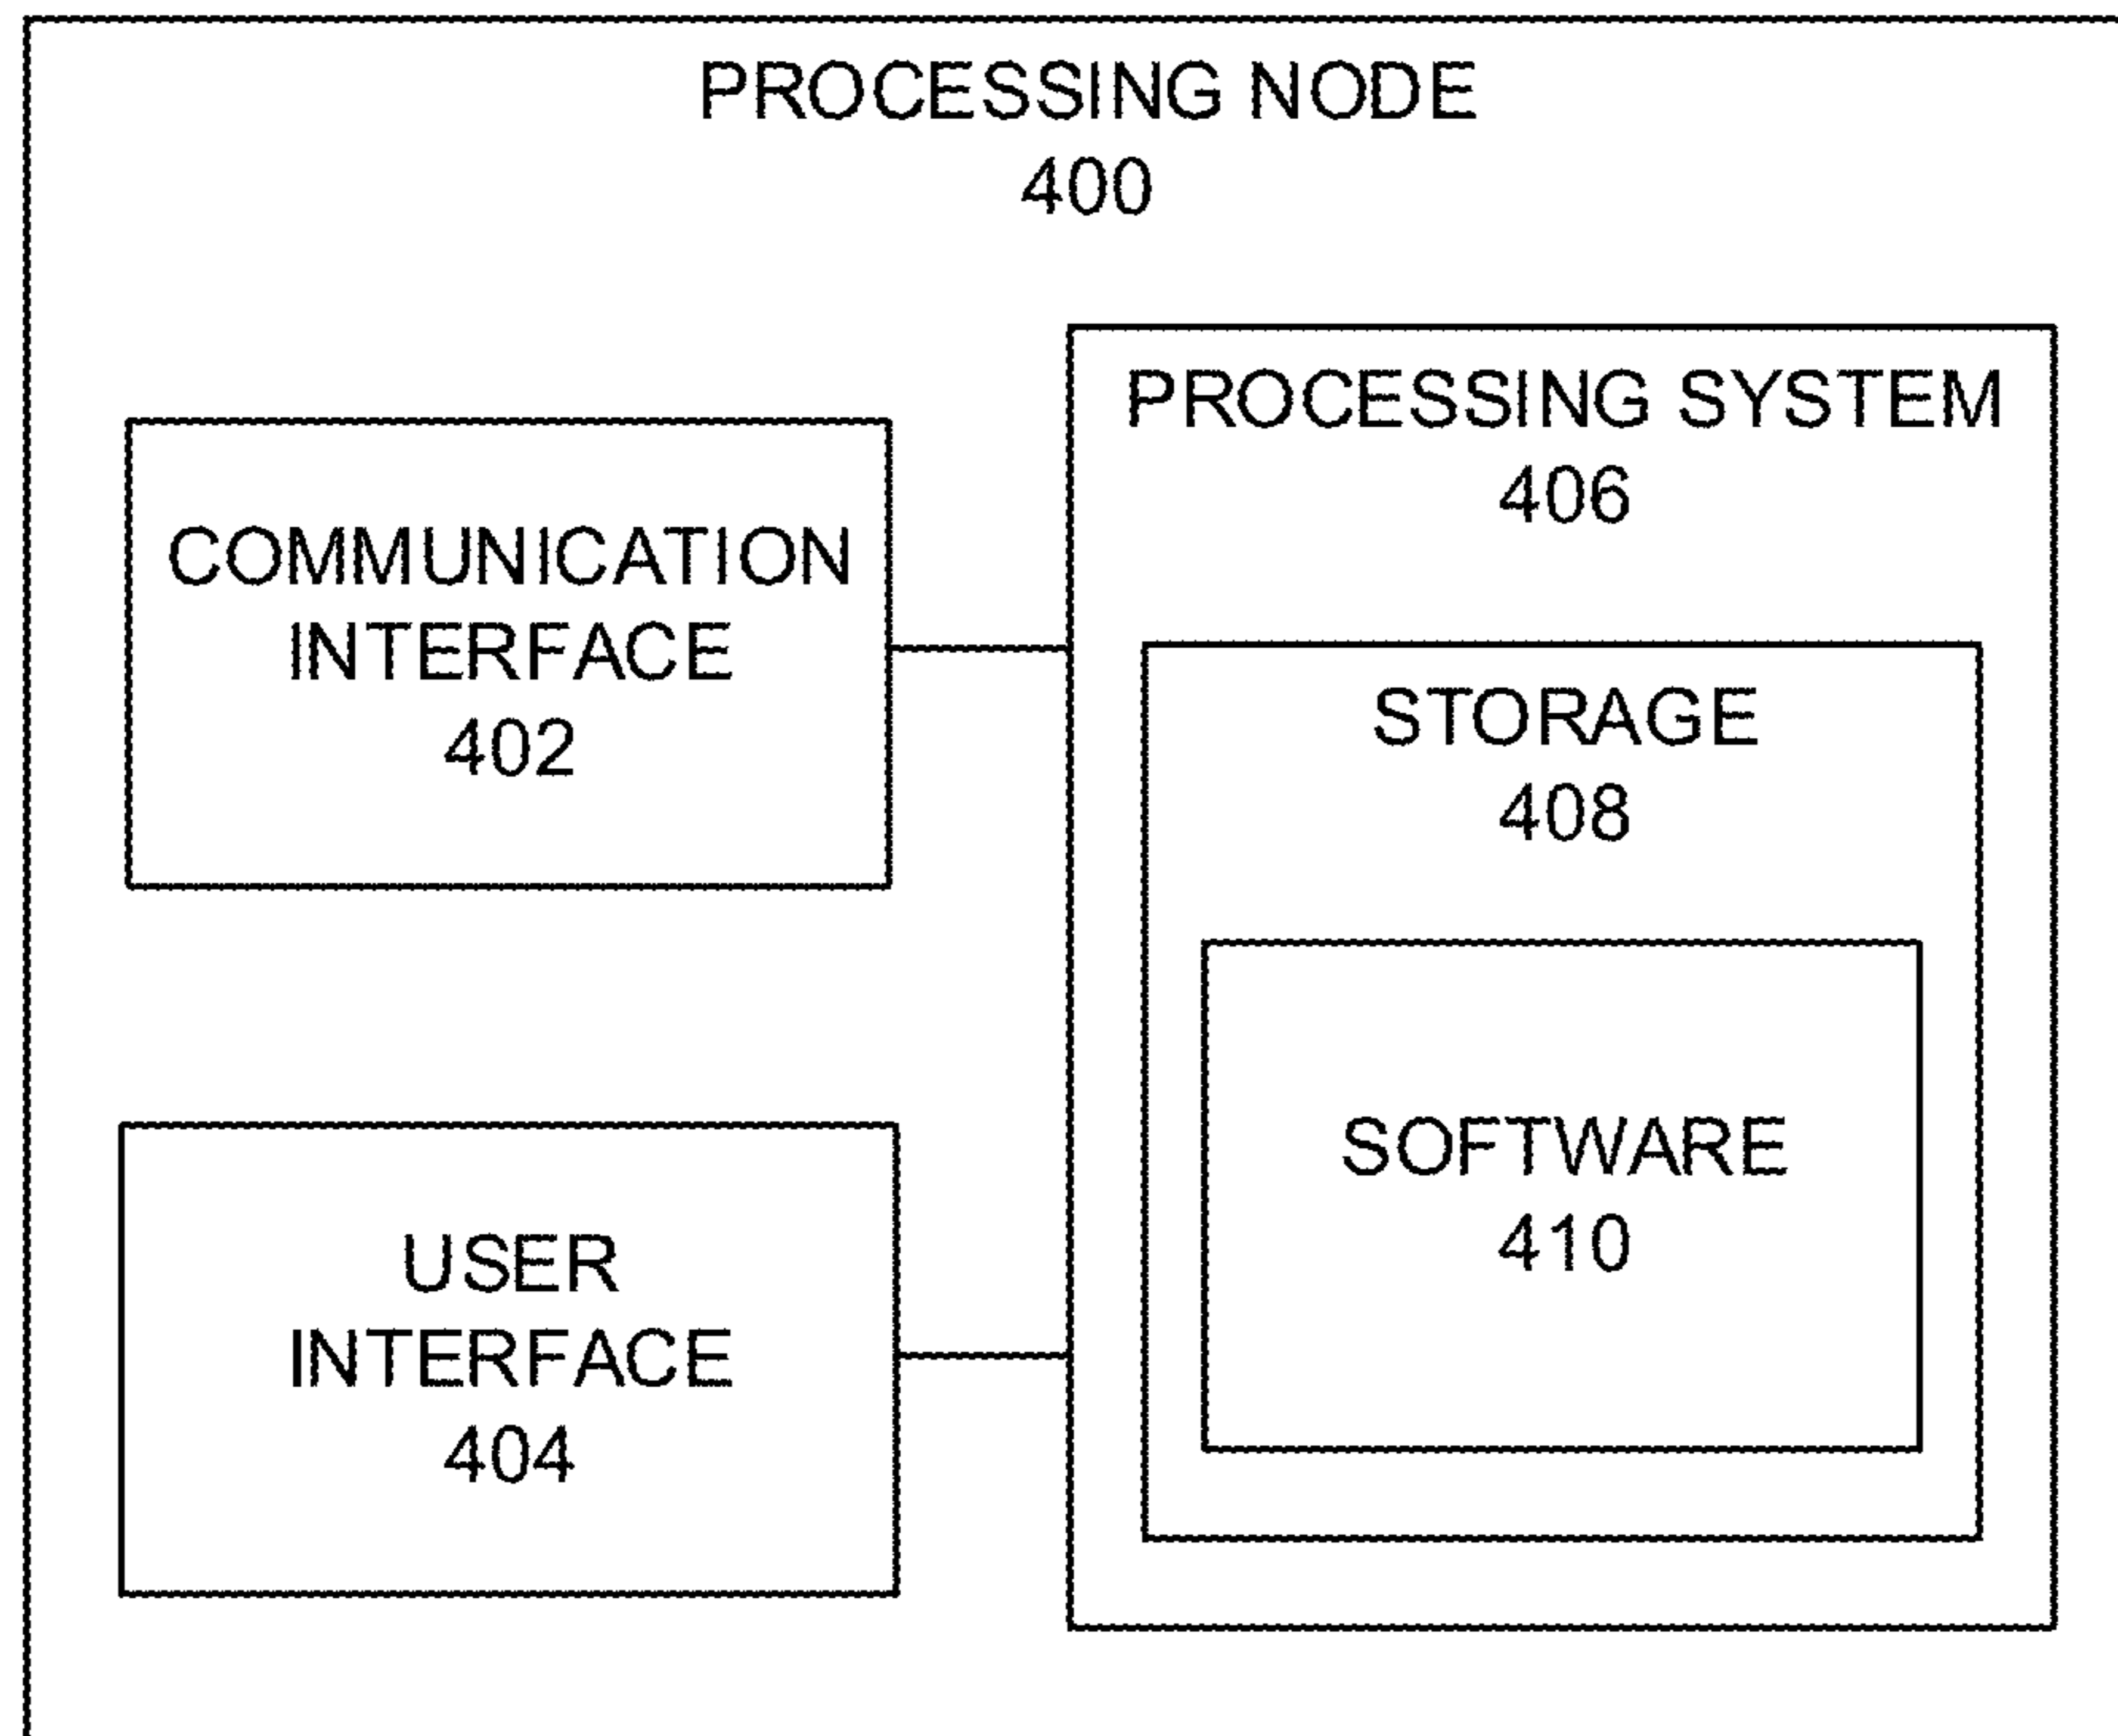 PROCESSING NODE
400
COMMUNICATION
INTERFACE
402
USER
INTERFACE
404
PROCESSING SYSTEM
406
STORAGE
408
SOFTWARE
410